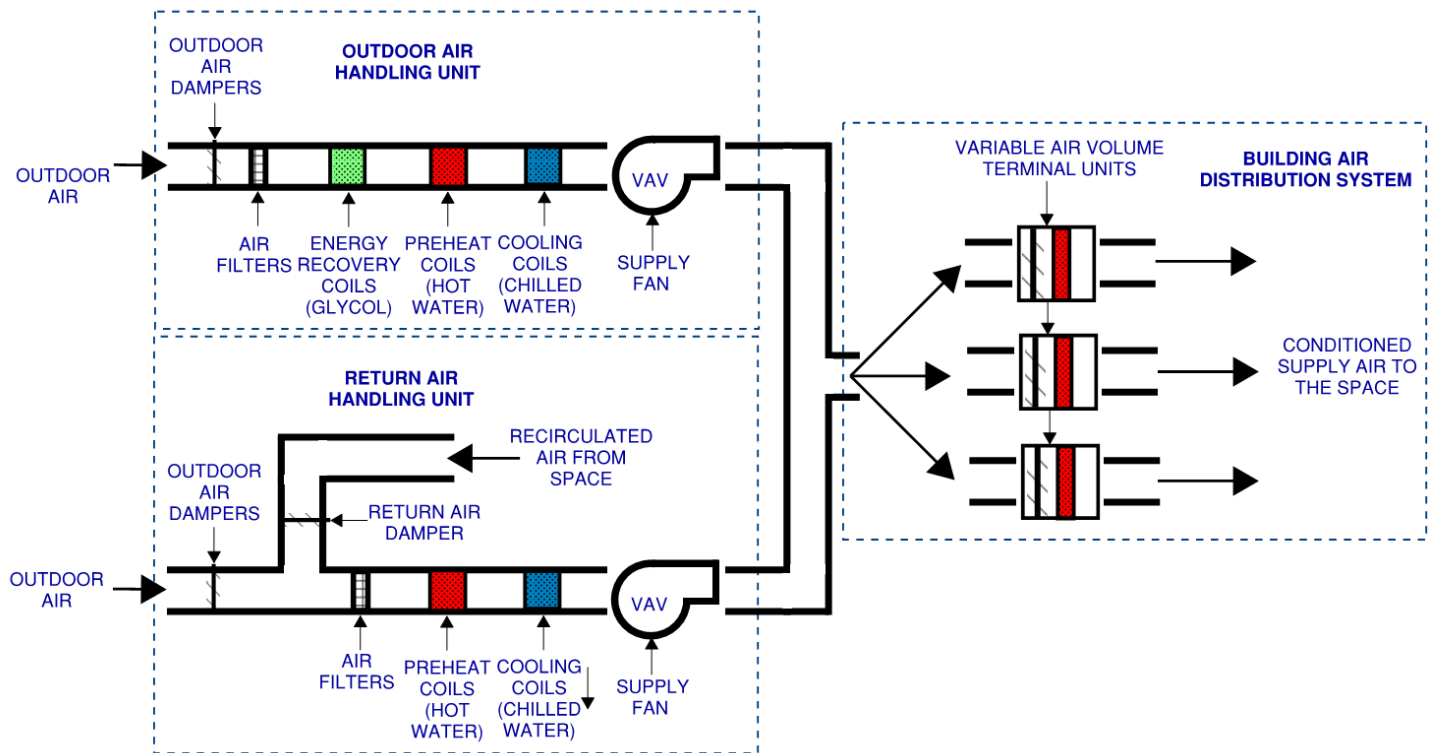 OUTDOOR
AIR
DAMPERS
OUTDOOR AIR
HANDLING UNIT
OUTDOOR
AIR
VAV
AIR
FILTERS
ENERGY
RECOVERY
COILS
(GLYCOL)
PREHEAT
COILS
(HOT
WATER)
COOLING
COILS
(CHILLED
WATER)
SUPPLY
FAN
VARIABLE AIR VOLUME
TERMINAL UNITS
BUILDING AIR
DISTRIBUTION SYSTEM
CONDITIONED
SUPPLY AIR TO
THE SPACE
RETURN AIR
HANDLING UNIT
RECIRCULATED
AIR FROM
SPACE
OUTDOOR
AIR
DAMPERS
RETURN AIR
DAMPER
OUTDOOR
AIR
VAV
AIR
FILTERS
PREHEAT
COILS
(HOT
WATER)
COOLING
COILS
(CHILLED
WATER)
SUPPLY
FAN